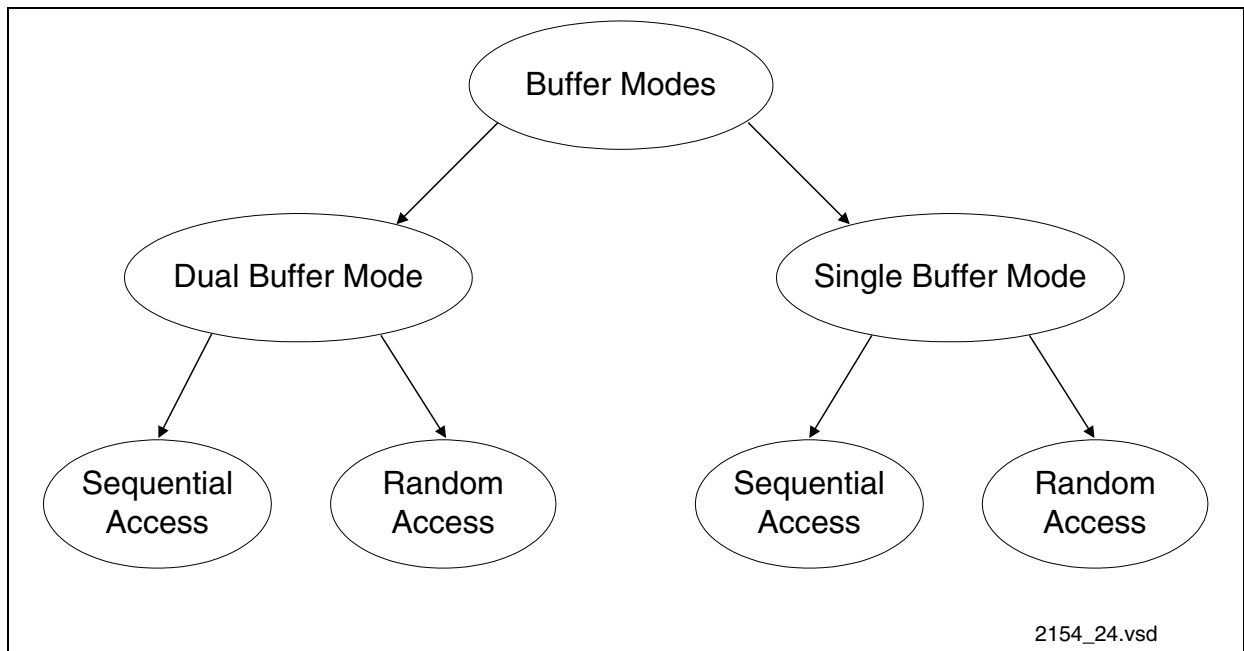 Buffer Modes
Dual Buffer Mode
Single Buffer Mode
Sequential
Access
Random
Access
Sequential
Access
Random
Access
2154_24.vsd